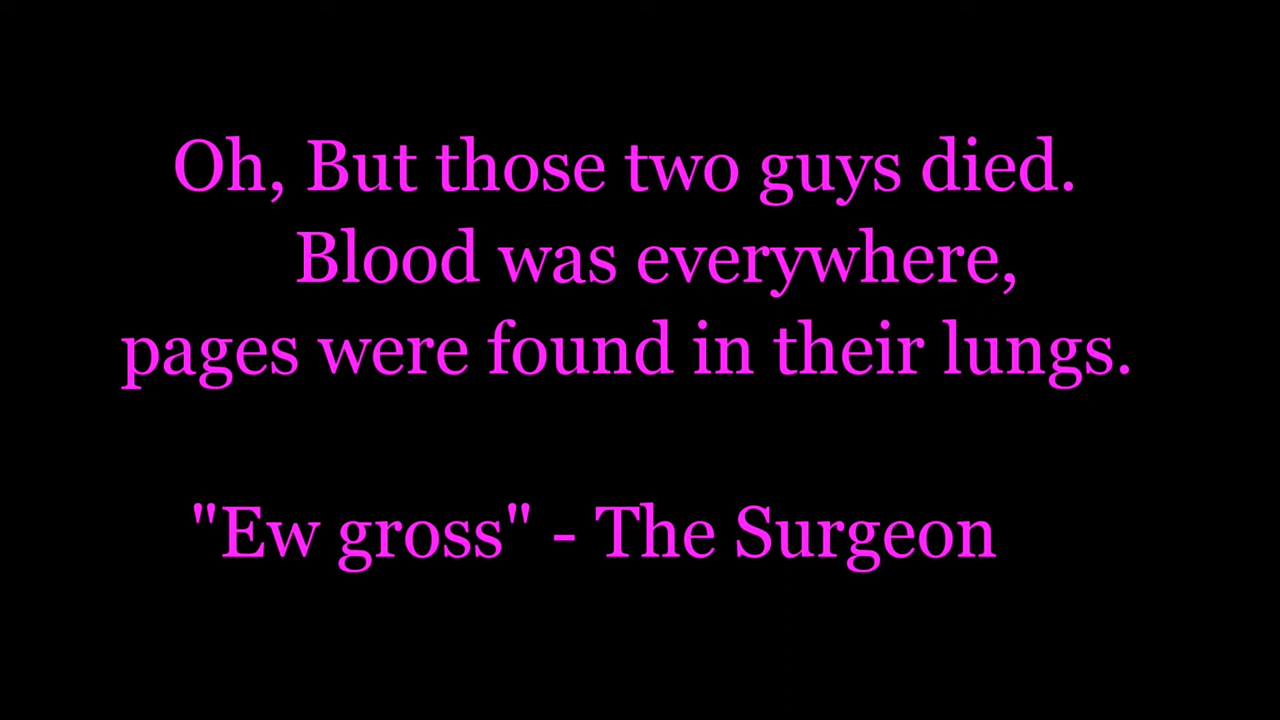 Oh, But those two guys died.
Blood was everywhere,
pages were found in their lungs.
"Ew gross" - The Surgeon